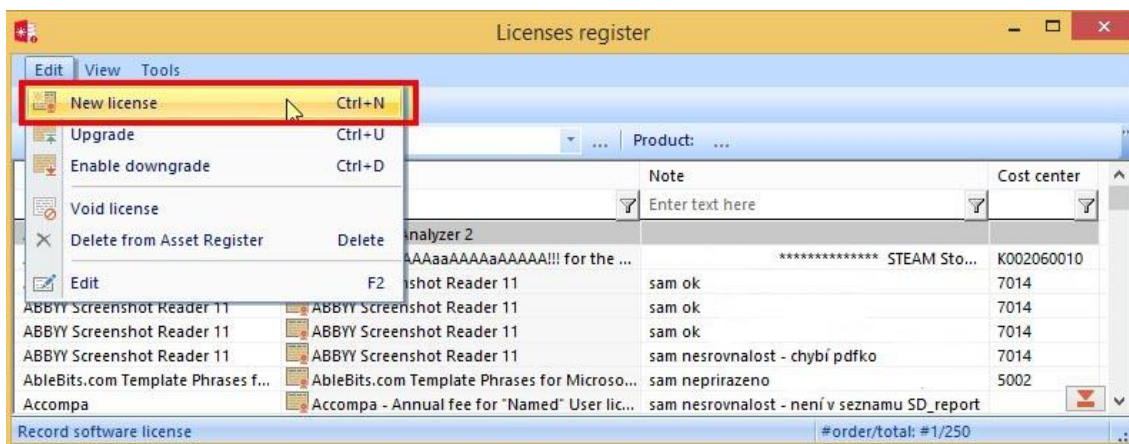 Licenses register
Edit View Tools
New license Ctrl+N
Upgrade Ctrl+U
Enable downgrade Ctrl+D
Void license
Delete from Asset Register Delete
Edit F2
... Product: ...
Note Cost center
Enter text here
nalyzer 2
AAAaaAAAAaAAAAA!!! for the ... ************** STEAM Sto... K002060010
shot Reader 11 sam ok 7014
ABBYY Screenshot Reader 11 ABBYY Screenshot Reader 11 sam ok 7014
ABBYY Screenshot Reader 11 ABBYY Screenshot Reader 11 sam ok 7014
ABBYY Screenshot Reader 11 ABBYY Screenshot Reader 11 sam nesrovnalost - chybí pdfko 7014
AbleBits.com Template Phrases f... AbleBits.com Template Phrases for Microso... sam neprirazeno 5002
Accompa Accompa - Annual fee for "Named" User lic... sam nesrovnalost - není v seznamu SD_report
Record software license #order/total: #1/250